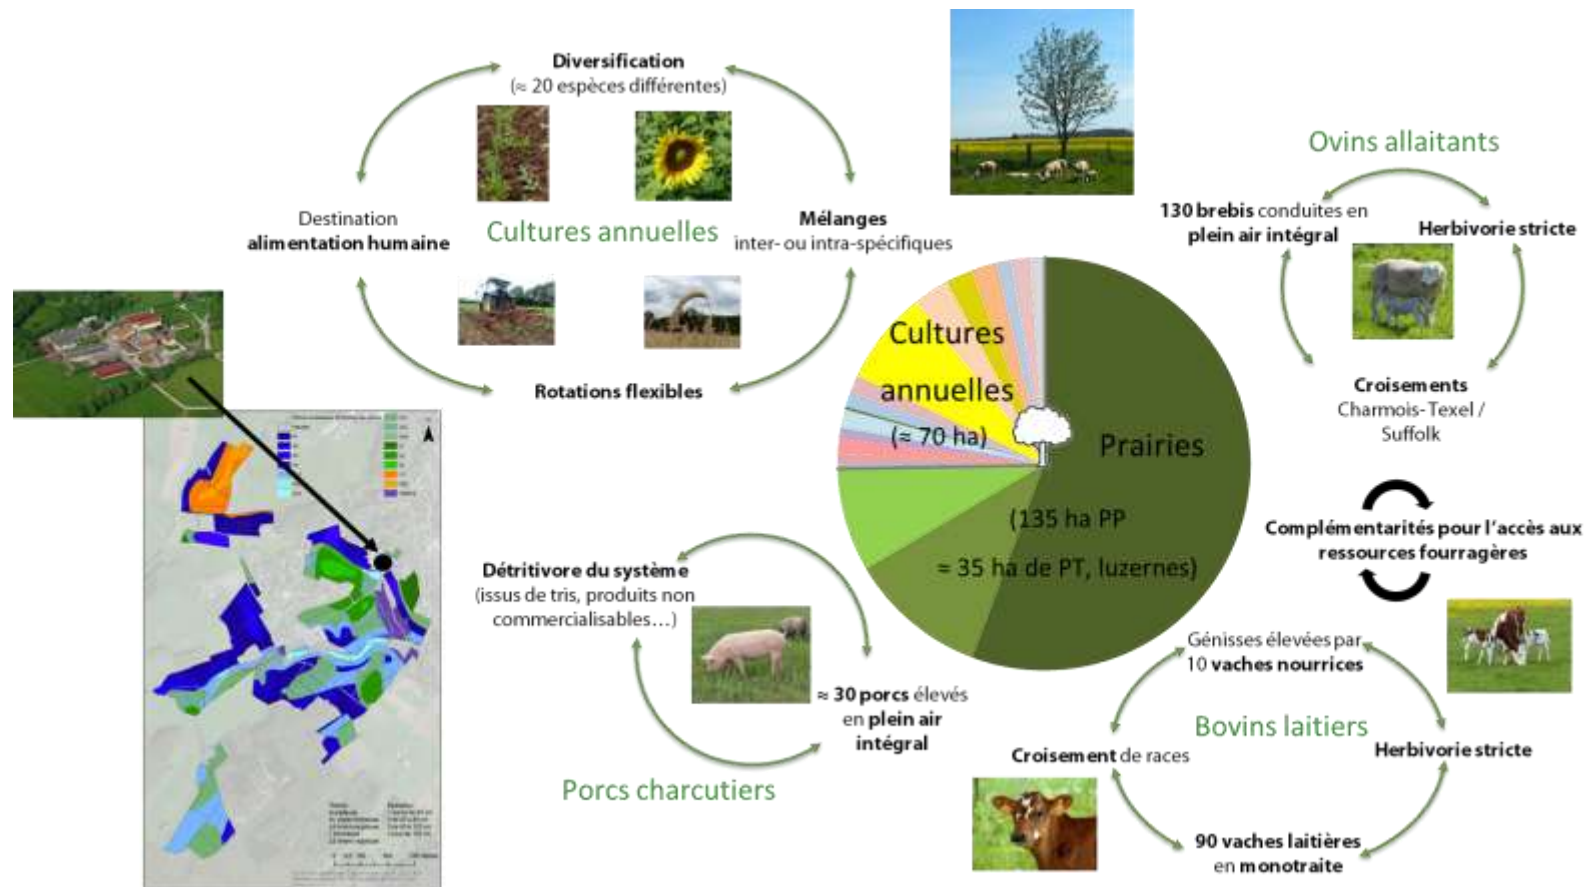 Diversification
(≈ 20 espèces différentes)
Destination
alimentation humaine
Cultures annuelles
Mélanges
inter- ou intra-spécifiques
Rotations flexibles
Ovins allaitants
130 brebis conduites en
plein air intégral
Herbivorie stricte
Croisements
Charmois-Texel /
Suffolk
Cultures
annuelles
(≈ 70 ha)
Prairies
(135 ha PP
≈ 35 ha de PT, luzernes)
Complémentarités pour l'accès aux
ressources fourragères
Détritivore du système
(issus de tris, produits non
commercialisables…)
≈ 30 porcs élevés
en plein air
intégral
Porcs charcutiers
Génisses élevées par
10 vaches nourrices
Bovins laitiers
Croisement de races
Herbivorie stricte
90 vaches laitières
en monotraite